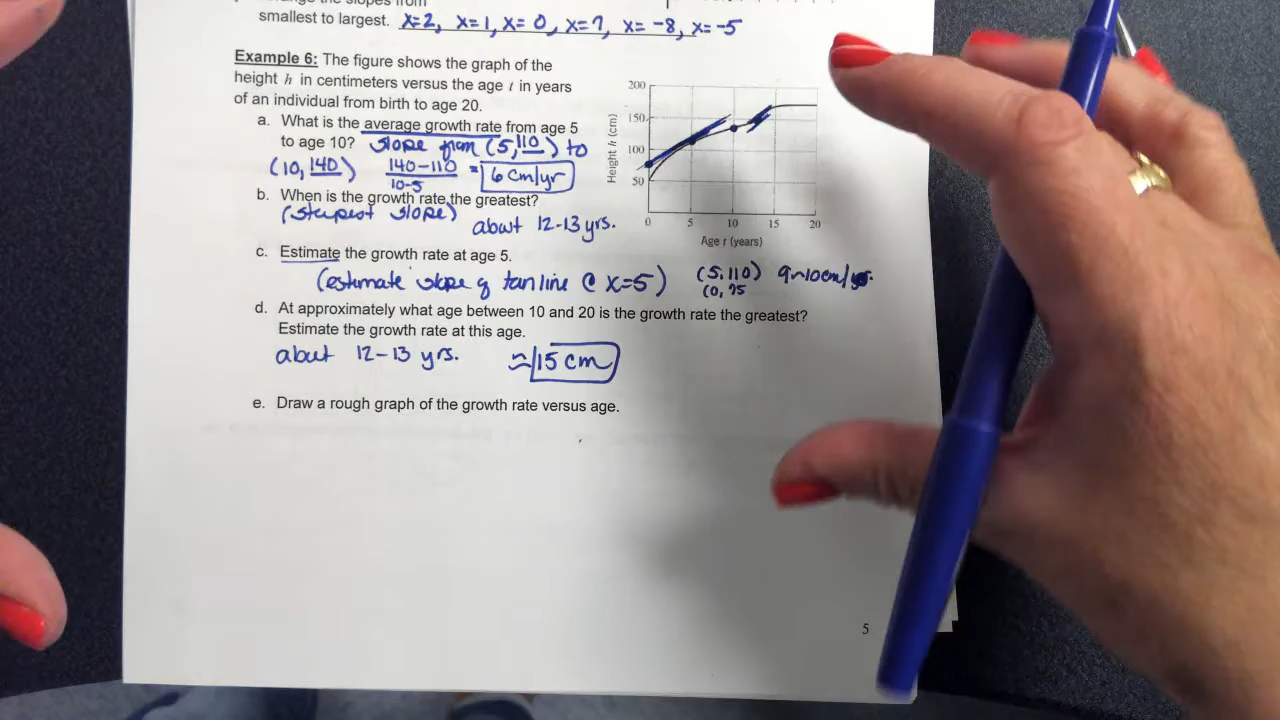 smallest to largest. x=2, x=1, x=0, x=7, x=-8, x=-5
Example 6: The figure shows the graph of the
height h in centimeters versus the age t in years
of an individual from birth to age 20.
a. What is the average growth rate from age 5
to age 10? slope from (5, 110) to
(10, 140) 140-110 / 10-5 = 6 cm/yr
b. When is the growth rate the greatest?
(steepest slope) about 12-13 yrs.
c. Estimate the growth rate at age 5.
(estimate slope of tan line @ x=5) (5,110) 9~10cm/
(0, 75
d. At approximately what age between 10 and 20 is the growth rate the greatest?
Estimate the growth rate at this age.
about 12-13 yrs. ≈ 15 cm
e. Draw a rough graph of the growth rate versus age.
200
150
100
50
Height h (cm)
0 5 10 15 20
Age t (years)
5